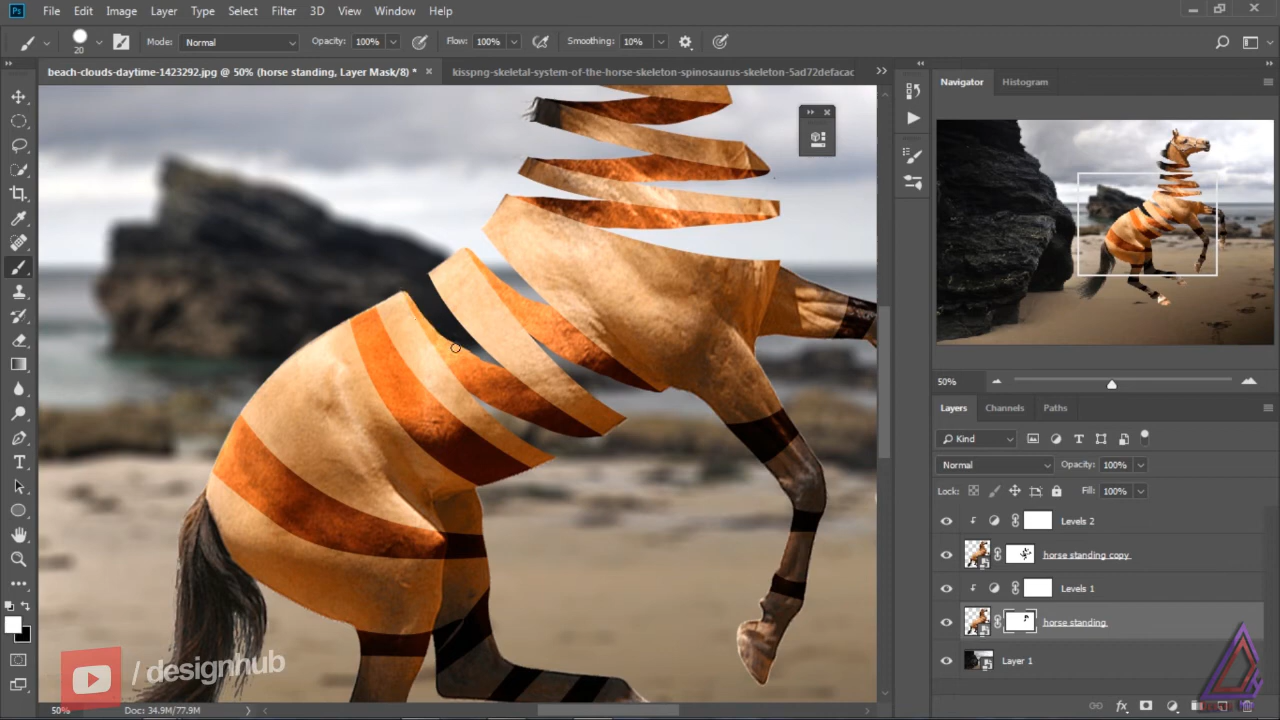 Ps File Edit Image Layer Type Select Filter 3D View Window Help
20 Mode: Normal Opacity: 100% Flow: 100% Smoothing: 10%
beach-clouds-daytime-1423292.jpg @ 50% (horse standing, Layer Mask/8) * × kisspng-skeletal-system-of-the-horse-skeleton-spinosaurus-skeleton-5ad72defacac
Navigator Histogram
50%
Layers Channels Paths
Kind
Normal Opacity: 100%
Lock: Fill: 100%
Levels 2
horse standing copy
Levels 1
horse standing
Layer 1
fx
/ designhub
50% Doc: 34.9M/77.9M